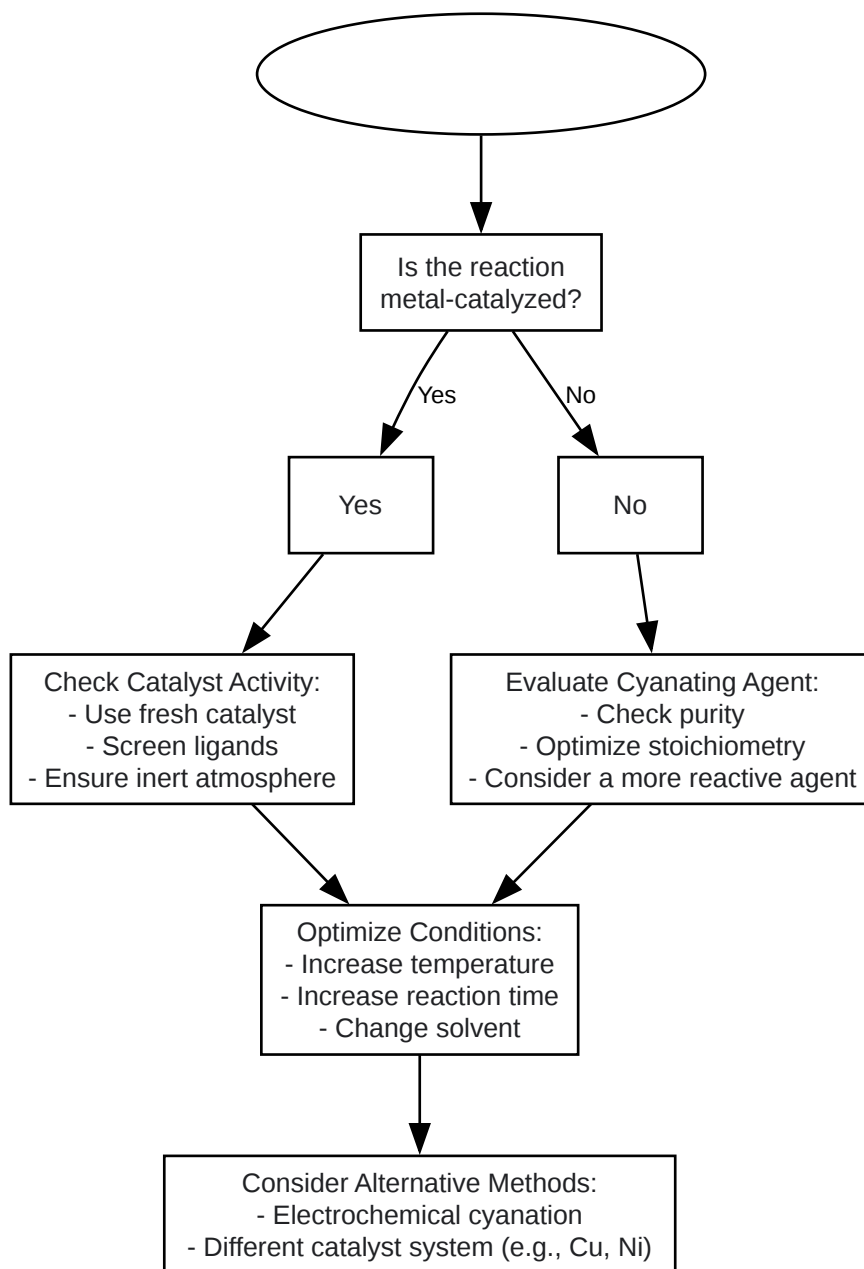 Is the reaction
metal-catalyzed?
Yes
No
Yes
No
Check Catalyst Activity:
- Use fresh catalyst
- Screen ligands
- Ensure inert atmosphere
Evaluate Cyanating Agent:
- Check purity
- Optimize stoichiometry
- Consider a more reactive agent
Optimize Conditions:
- Increase temperature
- Increase reaction time
- Change solvent
Consider Alternative Methods:
- Electrochemical cyanation
- Different catalyst system (e.g., Cu, Ni)